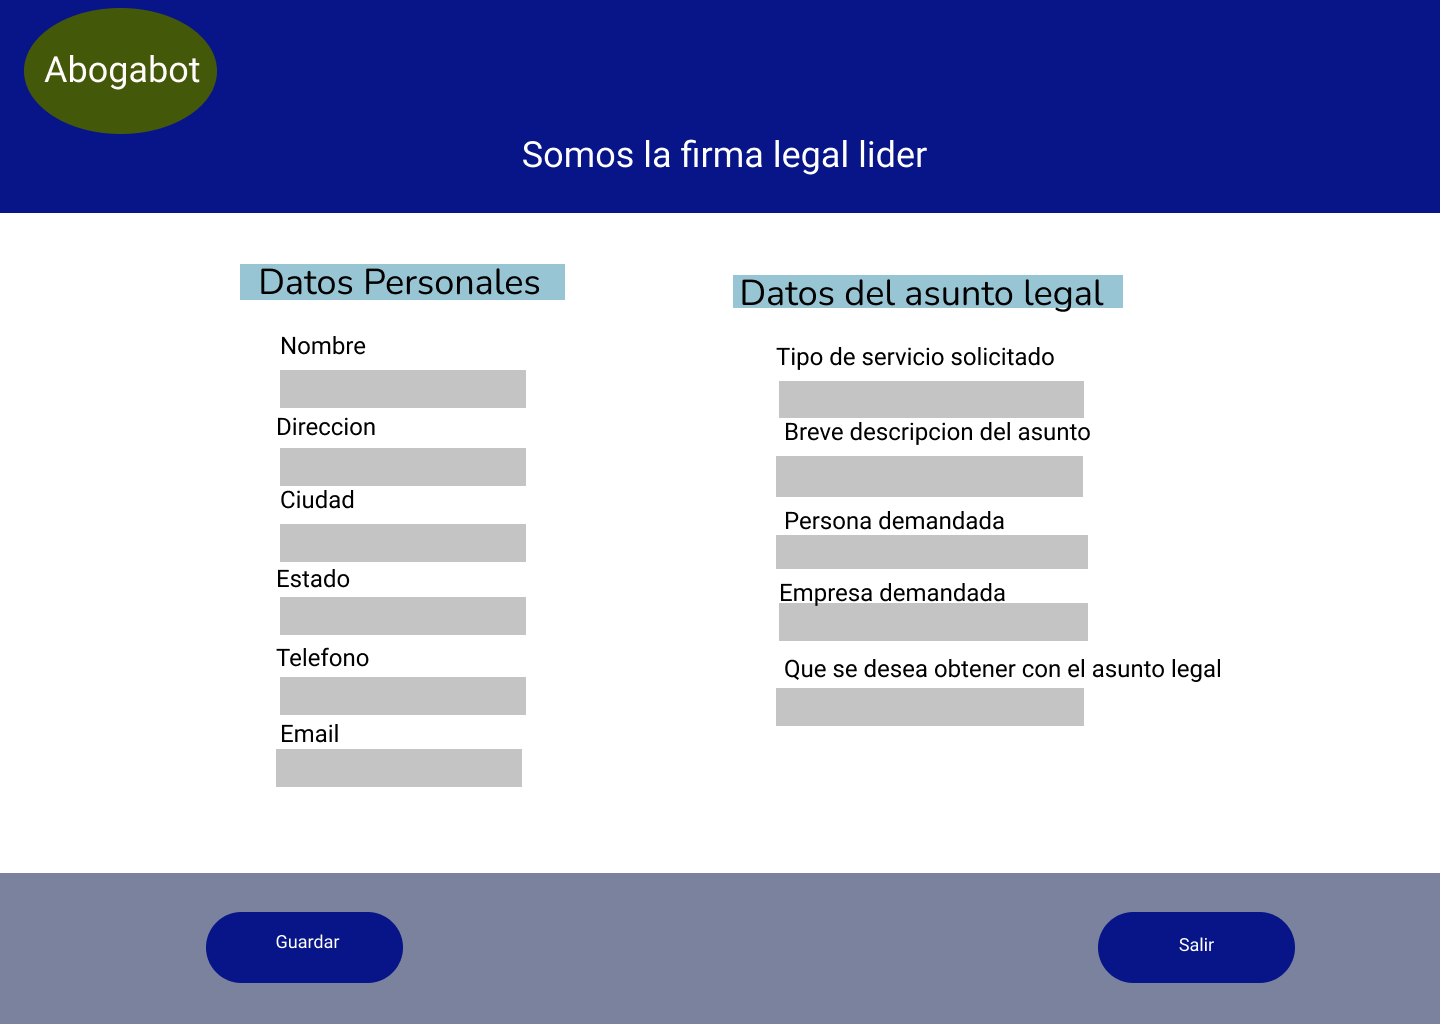 Abogabot
Somos la firma legal lider
Datos Personales
Nombre
Direccion
Ciudad
Estado
Telefono
Email
Datos del asunto legal
Tipo de servicio solicitado
Breve descripcion del asunto
Persona demandada
Empresa demandada
Que se desea obtener con el asunto legal
Guardar
Salir